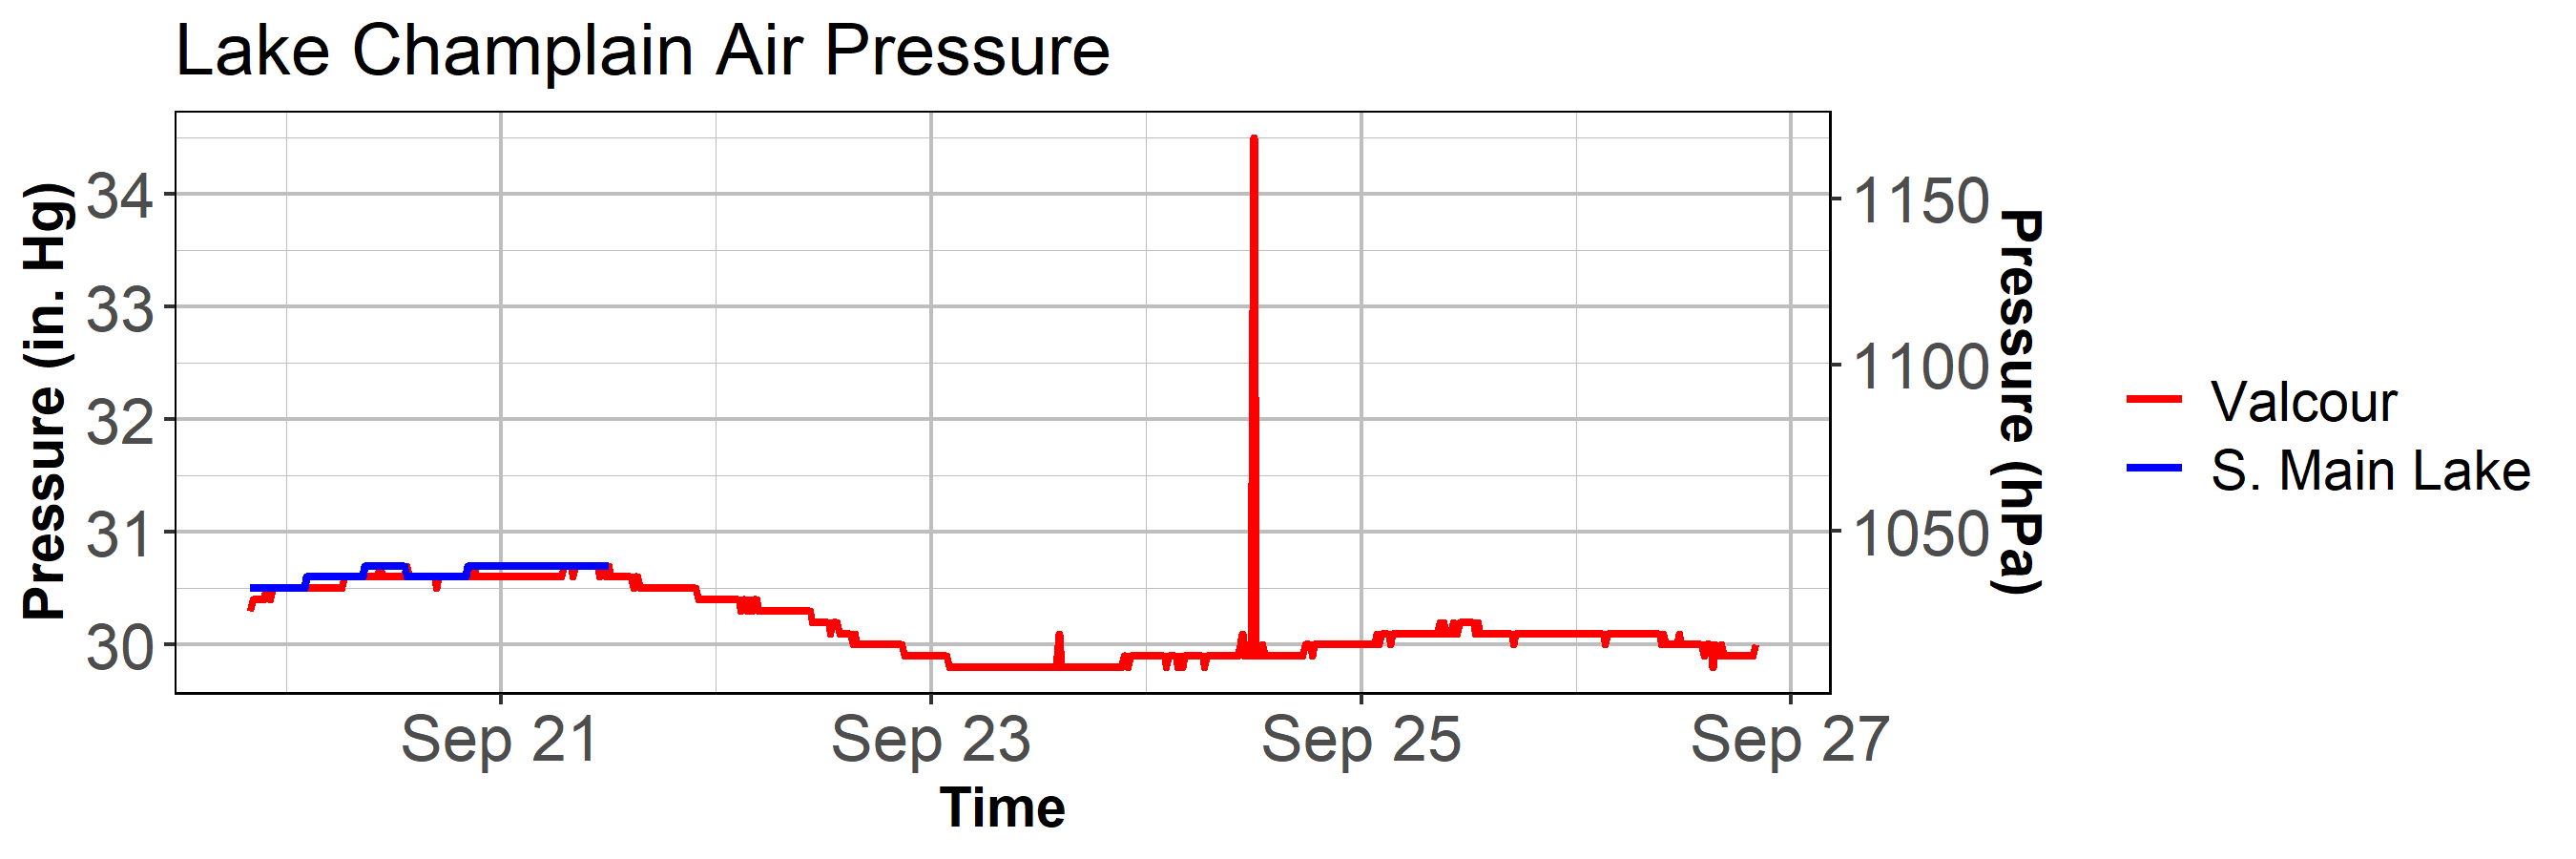 Lake Champlain Air Pressure
Pressure (in. Hg)
34
33
32
31
30
1150
1100
1050
Pressure (hPa)
Valcour
S. Main Lake
Sep 21 Sep 23 Sep 25 Sep 27
Time